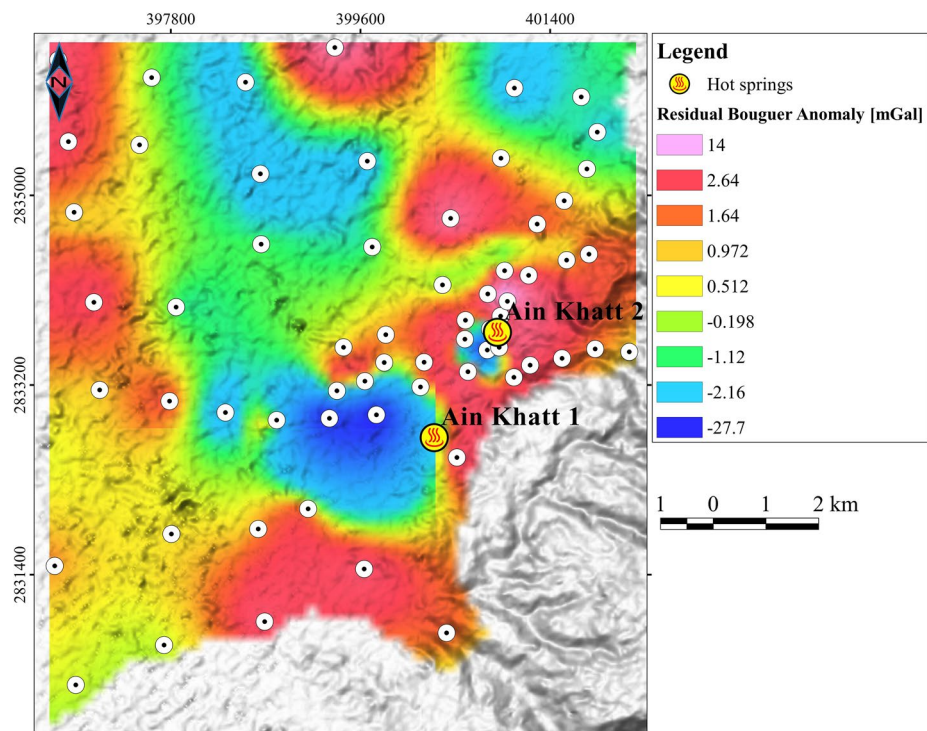 397800 399600 401400
2835000
2833200
2831400
N
Ain Khatt 2
Ain Khatt 1
Legend
Hot springs
Residual Bouguer Anomaly [mGal]
14
2.64
1.64
0.972
0.512
-0.198
-1.12
-2.16
-27.7
1 0 1 2 km